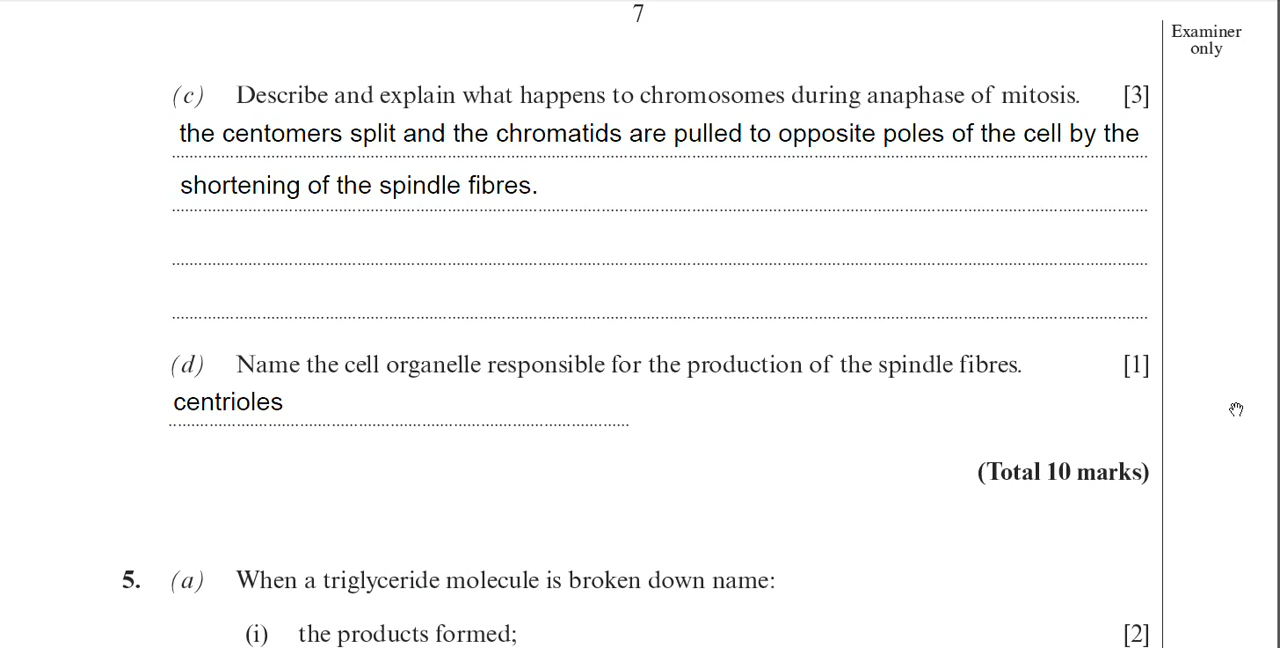 7
Examiner
only
(c) Describe and explain what happens to chromosomes during anaphase of mitosis. [3]
the centomers split and the chromatids are pulled to opposite poles of the cell by the
shortening of the spindle fibres.
(d) Name the cell organelle responsible for the production of the spindle fibres. [1]
centrioles
(Total 10 marks)
5. (a) When a triglyceride molecule is broken down name:
(i) the products formed; [2]